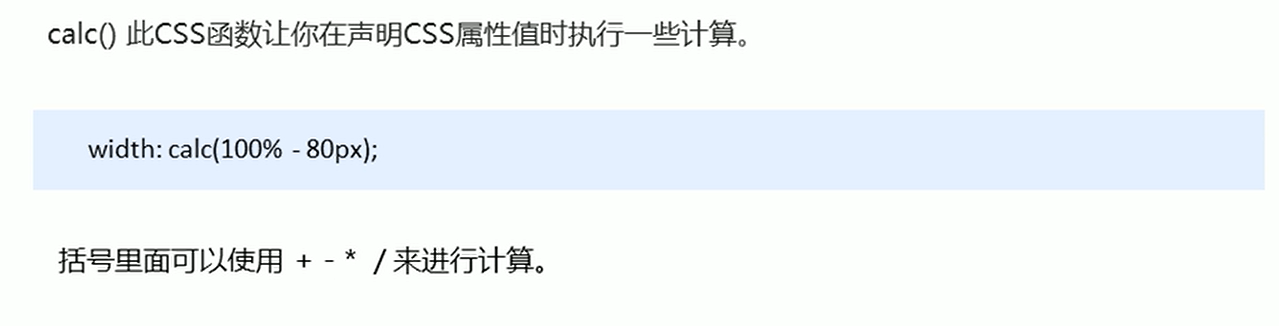 calc() 此CSS函数让你在声明CSS属性值时执行一些计算。
width: calc(100% - 80px);
括号里面可以使用 + - * / 来进行计算。